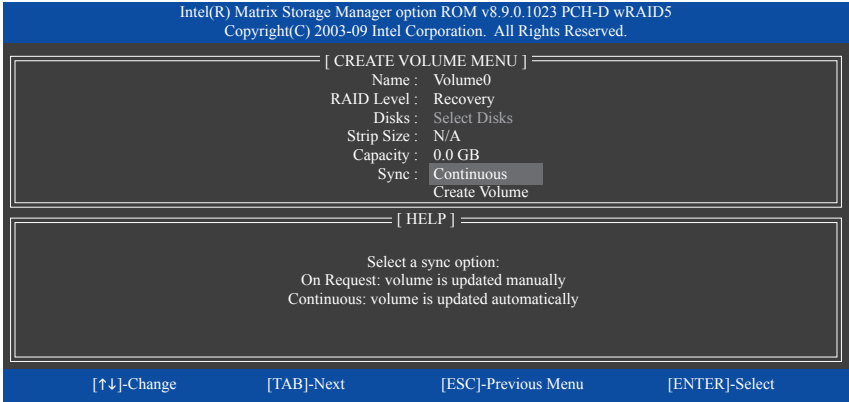 Intel(R) Matrix Storage Manager option ROM v8.9.0.1023 PCH-D wRAID5
Copyright(C) 2003-09 Intel Corporation.  All Rights Reserved.
[ CREATE VOLUME MENU ]
Name :  Volume0
RAID Level :  Recovery
Disks :  Select Disks
Strip Size :  N/A
Capacity :  0.0 GB
Sync :  Continuous
Create Volume
[ HELP ]
Select a sync option:
On Request: volume is updated manually
Continuous: volume is updated automatically
[↑↓]-Change  [TAB]-Next  [ESC]-Previous Menu  [ENTER]-Select